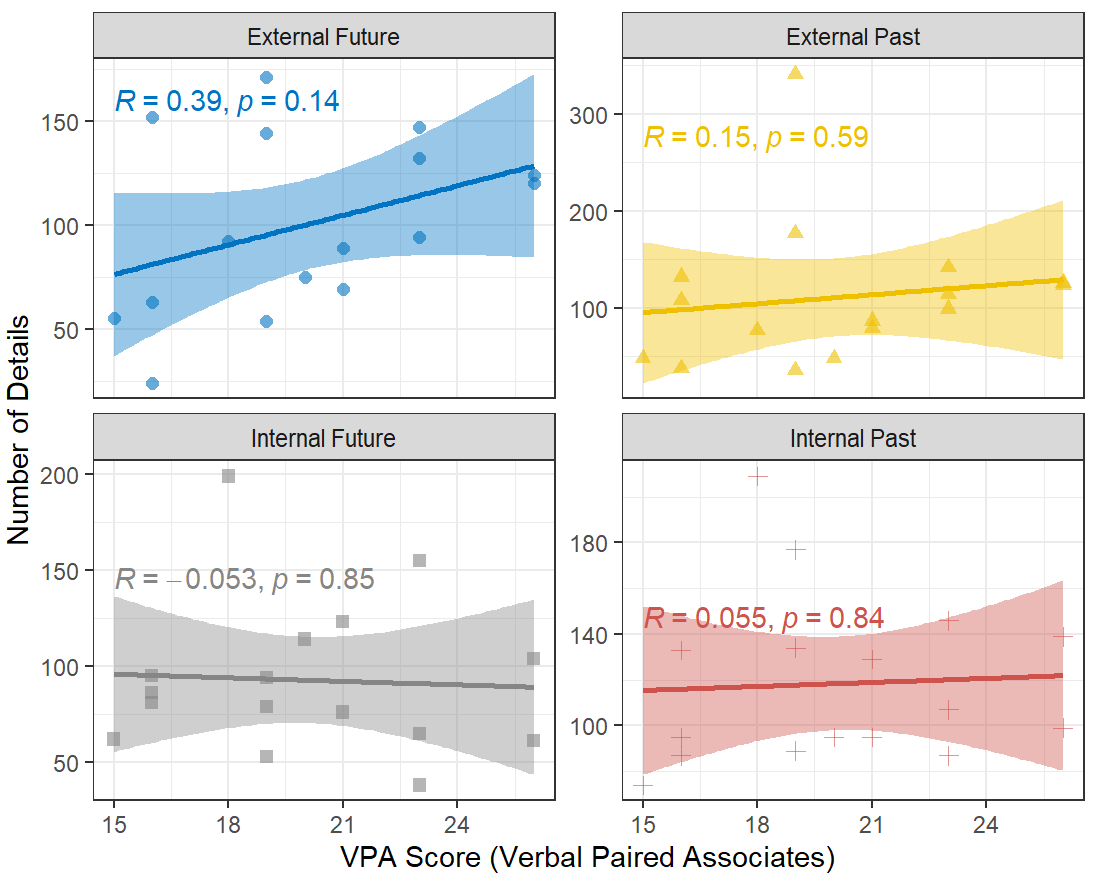 External Future
External Past
R = 0.39, p = 0.14
R = 0.15, p = 0.59
150
100
50
300
200
100
Number of Details
Internal Future
Internal Past
R = −0.053, p = 0.85
R = 0.055, p = 0.84
200
150
100
50
180
140
100
15 18 21 24
15 18 21 24
VPA Score (Verbal Paired Associates)